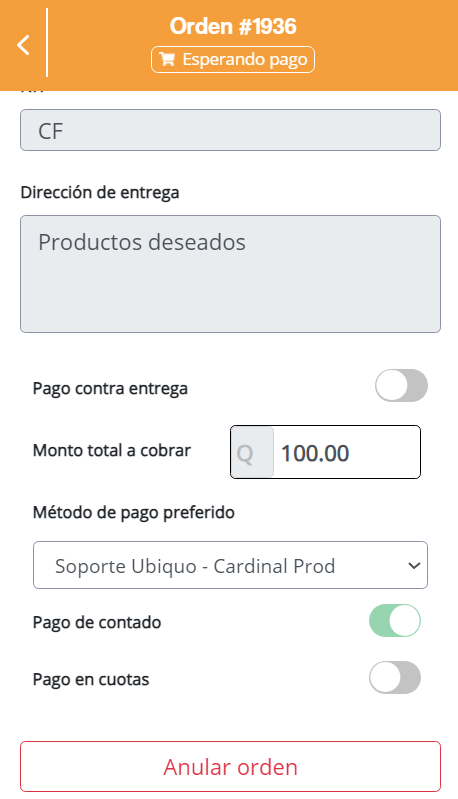 Orden #1936
Esperando pago
CF
Dirección de entrega
Productos deseados
Pago contra entrega
Monto total a cobrar
Q 100.00
Método de pago preferido
Soporte Ubiquo - Cardinal Prod
Pago de contado
Pago en cuotas
Anular orden